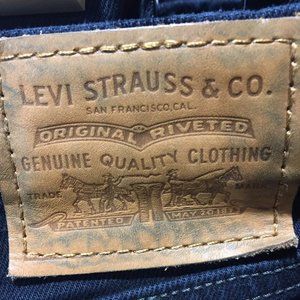 LEVI STRAUSS & CO.
SAN FRANCISCO, CAL.
ORIGINAL RIVETED
GENUINE QUALITY CLOTHING
TRADE MARK
PATENTED MAY 20